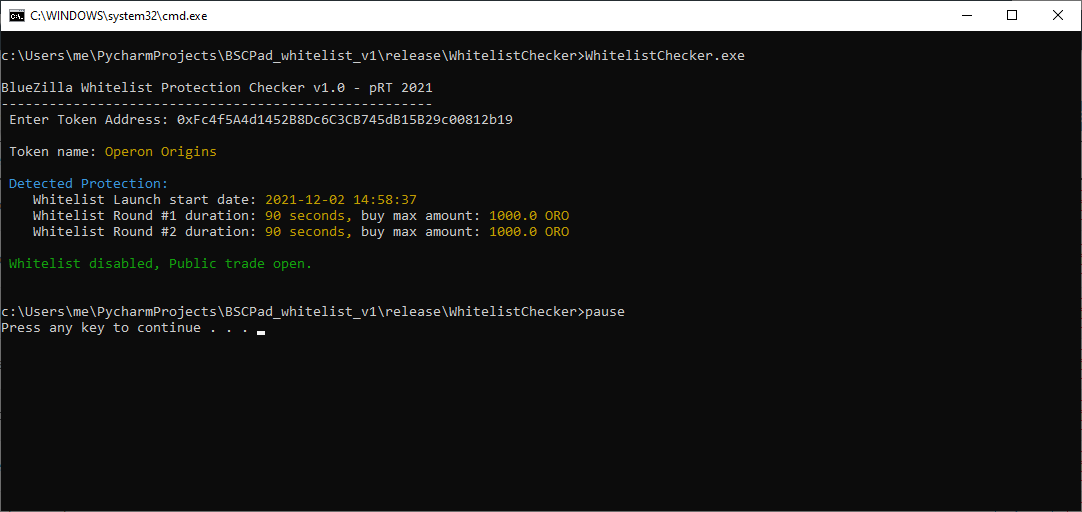 C:\WINDOWS\system32\cmd.exe
c:\Users\me\PycharmProjects\BSCPad_whitelist_v1\release\WhitelistChecker>WhitelistChecker.exe
BlueZilla Whitelist Protection Checker v1.0 - pRT 2021
------------------------------------------------------
Enter Token Address: 0xFc4f5A4d1452B8Dc6C3CB745dB15B29c00812b19
Token name: Operon Origins
Detected Protection:
Whitelist Launch start date: 2021-12-02 14:58:37
Whitelist Round #1 duration: 90 seconds, buy max amount: 1000.0 ORO
Whitelist Round #2 duration: 90 seconds, buy max amount: 1000.0 ORO
Whitelist disabled, Public trade open.
c:\Users\me\PycharmProjects\BSCPad_whitelist_v1\release\WhitelistChecker>pause
Press any key to continue . . .